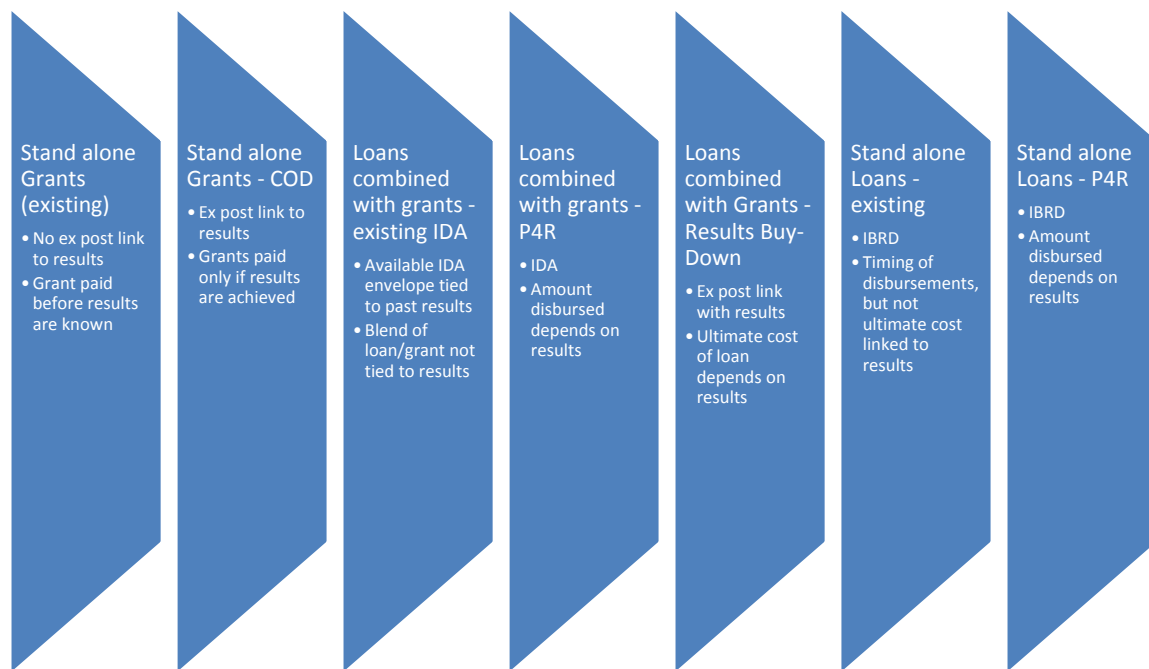 Stand alone
Grants
(existing)
• No ex post link
to results
• Grant paid
before results
are known
Stand alone
Grants - COD
• Ex post link to
results
• Grants paid
only if results
are achieved
Loans
combined
with grants -
existing IDA
• Available IDA
envelope tied
to past results
• Blend of
loan/grant not
tied to results
Loans
combined
with grants -
P4R
• IDA
• Amount
disbursed
depends on
results
Loans
combined
with Grants -
Results Buy-
Down
• Ex post link
with results
• Ultimate cost
of loan
depends on
results
Stand alone
Loans -
existing
• IBRD
• Timing of
disbursements,
but not
ultimate cost
linked to
results
Stand alone
Loans - P4R
• IBRD
• Amount
disbursed
depends on
results